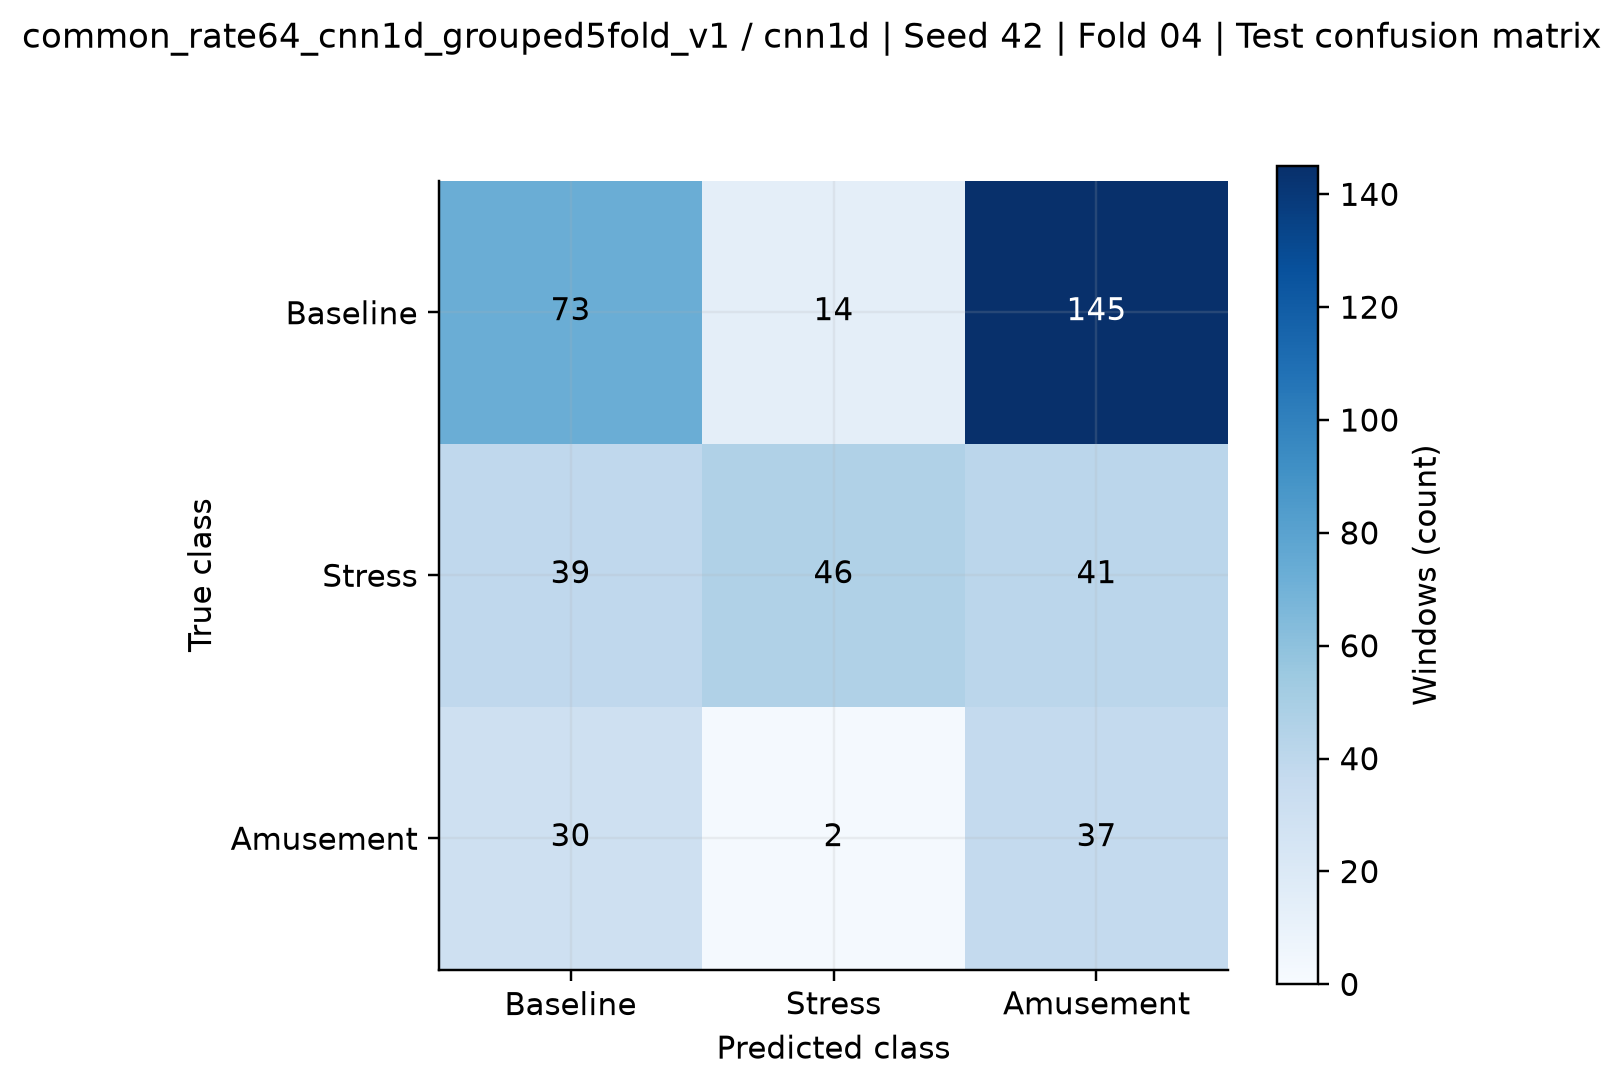 common_rate64_cnn1d_grouped5fold_v1 / cnn1d | Seed 42 | Fold 04 | Test confusion matrix
Baseline
73
14
145
Stress
39
46
41
Amusement
30
2
37
Baseline
Stress
Amusement
Predicted class
True class
140
120
100
80
60
40
20
0
Windows (count)